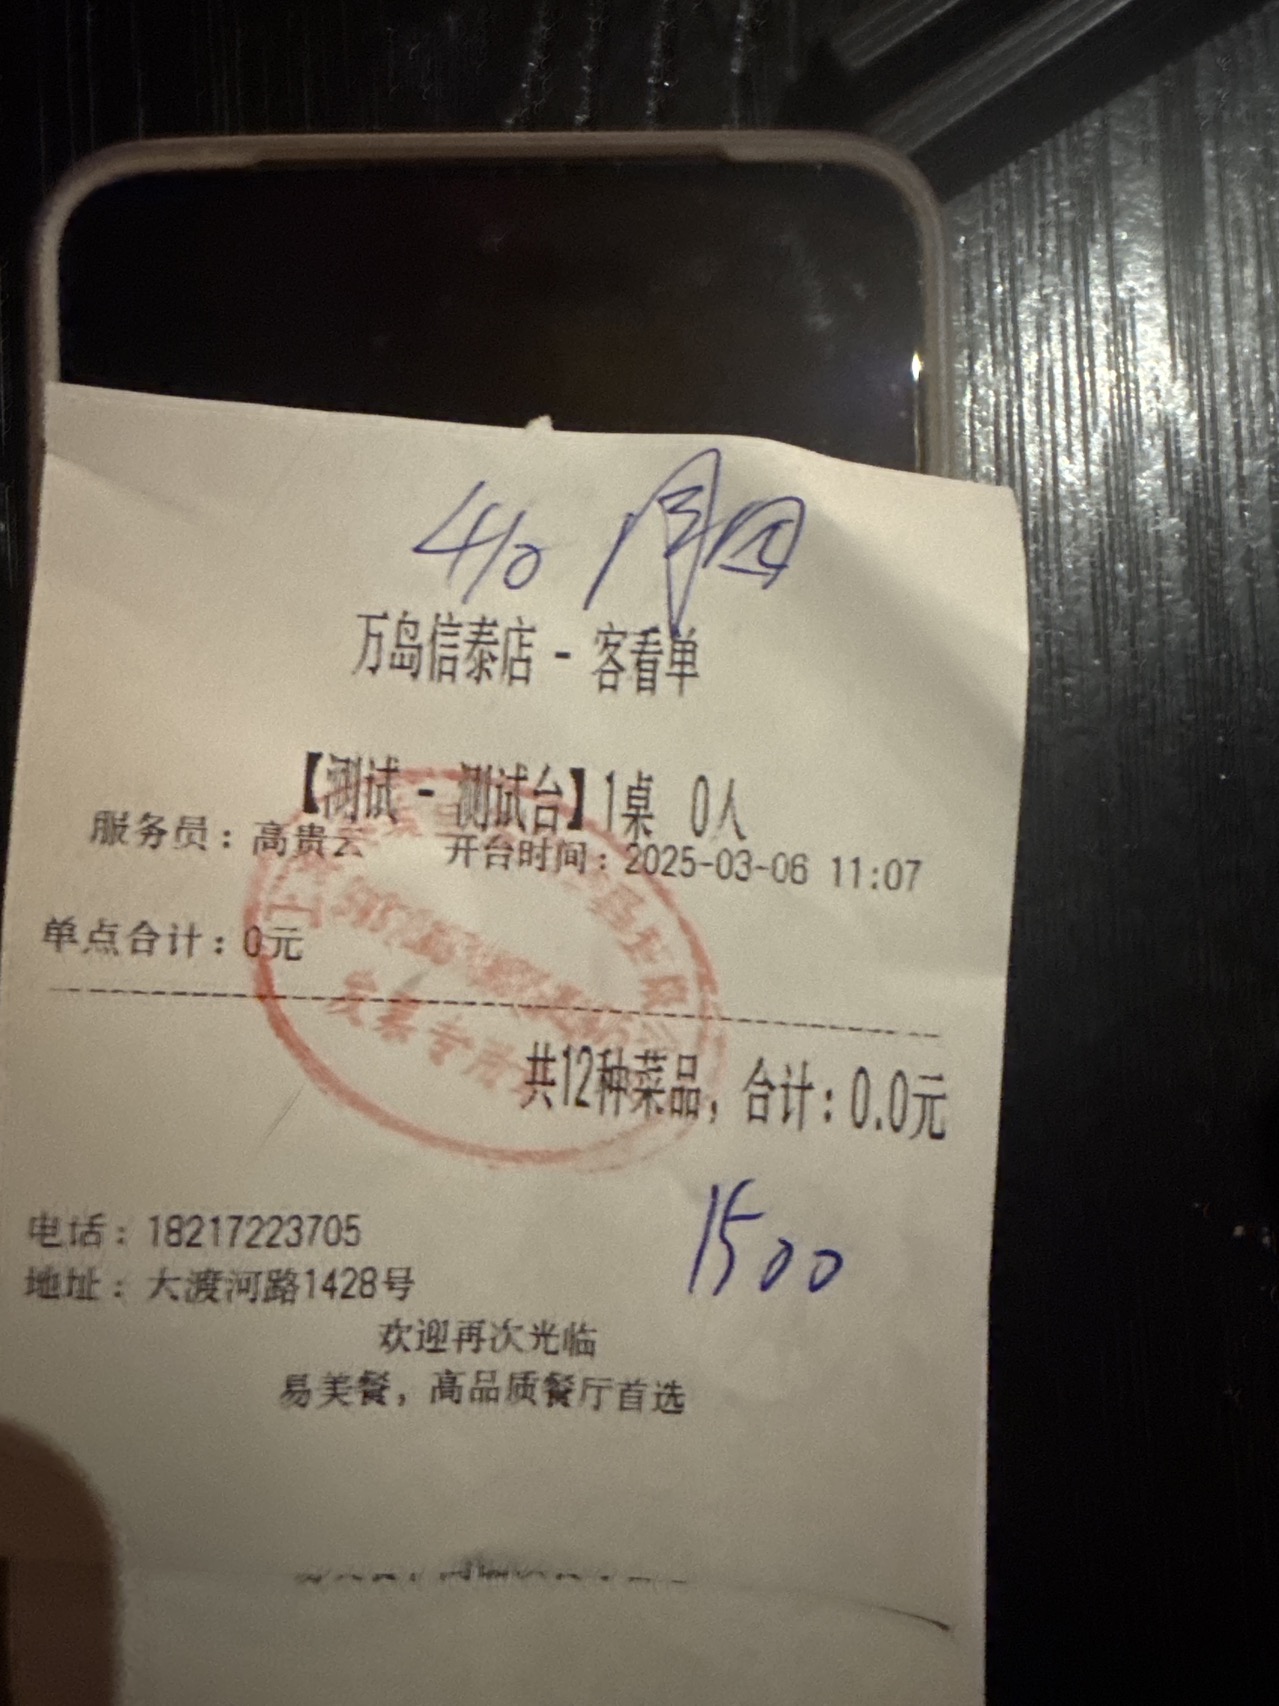 万岛信泰店 - 客看单
【测试 - 测试台】1桌 0人
服务员：高贵云 开台时间：2025-03-06 11:07
单点合计：0元
发票专用
共12种菜品，合计：0.0元
1500
电话：18217223705
地址：大渡河路1428号
欢迎再次光临
易美餐，高品质餐厅首选